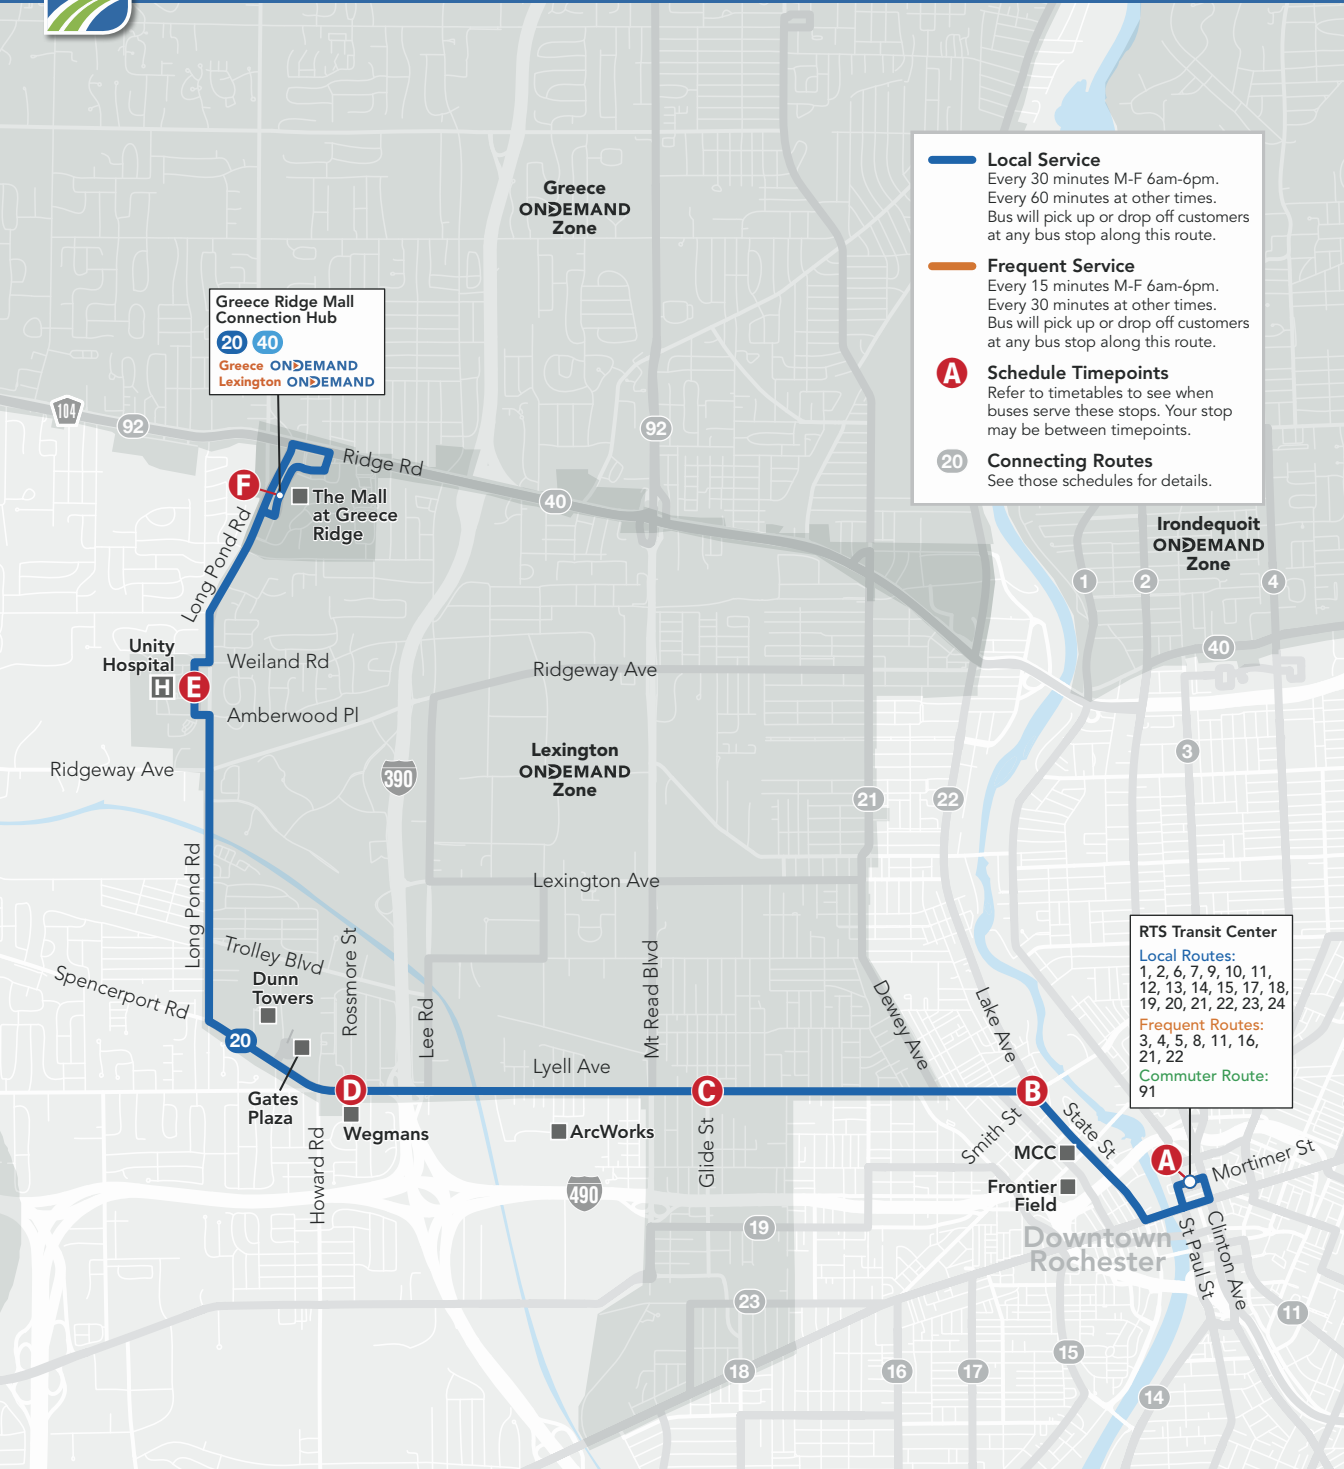 Greece
ONDEMAND
Zone
Local Service
Every 30 minutes M-F 6am-6pm.
Every 60 minutes at other times.
Bus will pick up or drop off customers
at any bus stop along this route.
Frequent Service
Every 15 minutes M-F 6am-6pm.
Every 30 minutes at other times.
Bus will pick up or drop off customers
at any bus stop along this route.
A
Schedule Timepoints
Refer to timetables to see when
buses serve these stops. Your stop
may be between timepoints.
20
Connecting Routes
See those schedules for details.
Greece Ridge Mall
Connection Hub
20 40
Greece ONDEMAND
Lexington ONDEMAND
104
92
92
Ridge Rd
F
The Mall
at Greece
Ridge
40
Long Pond Rd
Irondequoit
ONDEMAND
Zone
1
2
4
40
Unity
Hospital
H
E
Weiland Rd
Amberwood Pl
Ridgeway Ave
Ridgeway Ave
Lexington
ONDEMAND
Zone
390
3
21
22
Long Pond Rd
Lexington Ave
Trolley Blvd
Spencerport Rd
Dunn
Towers
20
Gates
Plaza
Rossmore St
Lee Rd
Mt Read Blvd
Dewey Ave
Lake Ave
RTS Transit Center
Local Routes:
1, 2, 6, 7, 9, 10, 11,
12, 13, 14, 15, 17, 18,
19, 20, 21, 22, 23, 24
Frequent Routes:
3, 4, 5, 8, 11, 16,
21, 22
Commuter Route:
91
Lyell Ave
D
C
B
Wegmans
Howard Rd
ArcWorks
Glide St
Smith St
State St
MCC
Frontier
Field
A
Mortimer St
490
19
Downtown
Rochester
St Paul St
Clinton Ave
23
11
18
16
17
15
14